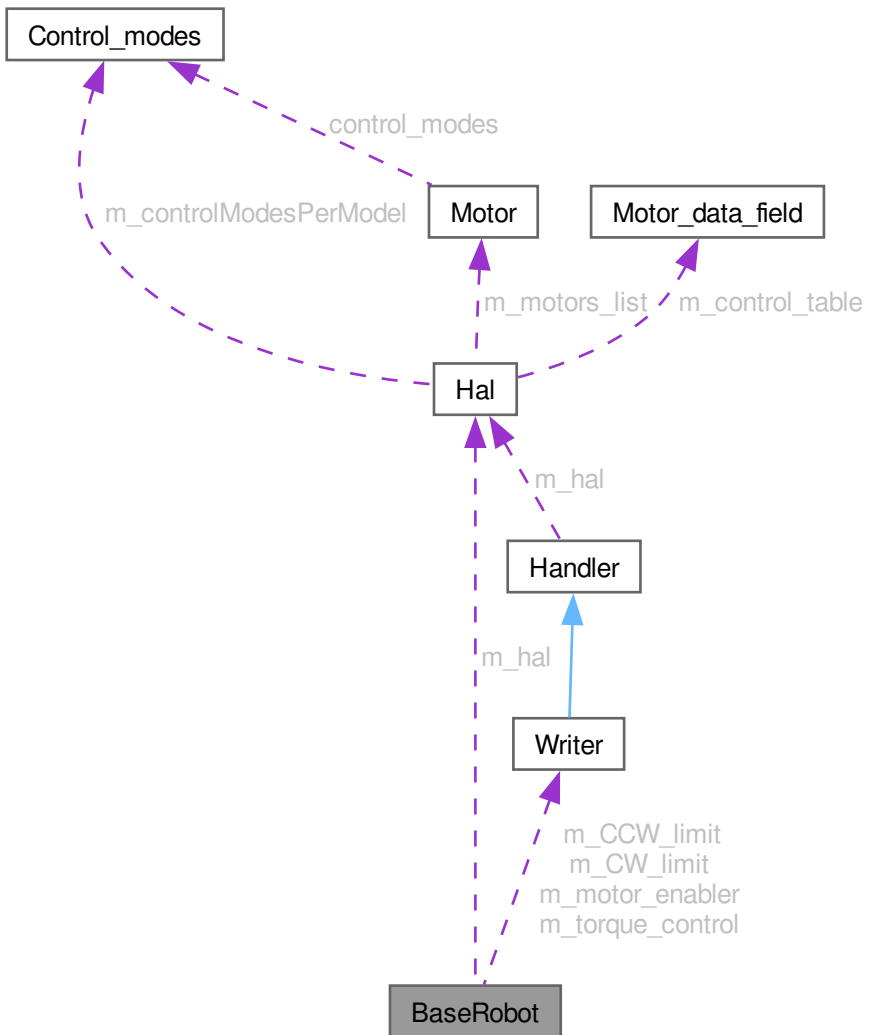 Control_modes
control_modes
m_controlModesPerModel
Motor
Motor_data_field
m_motors_list
m_control_table
Hal
m_hal
Handler
m_hal
Writer
m_CCW_limit
m_CW_limit
m_motor_enabler
m_torque_control
BaseRobot